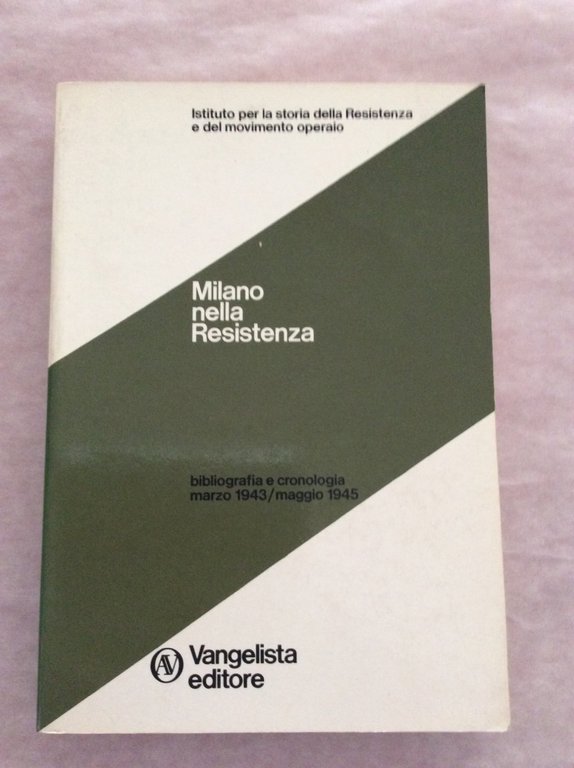 Istituto per la storia della Resistenza
e del movimento operaio
Milano
nella
Resistenza
bibliografia e cronologia
marzo 1943/maggio 1945
AV Vangelista
editore